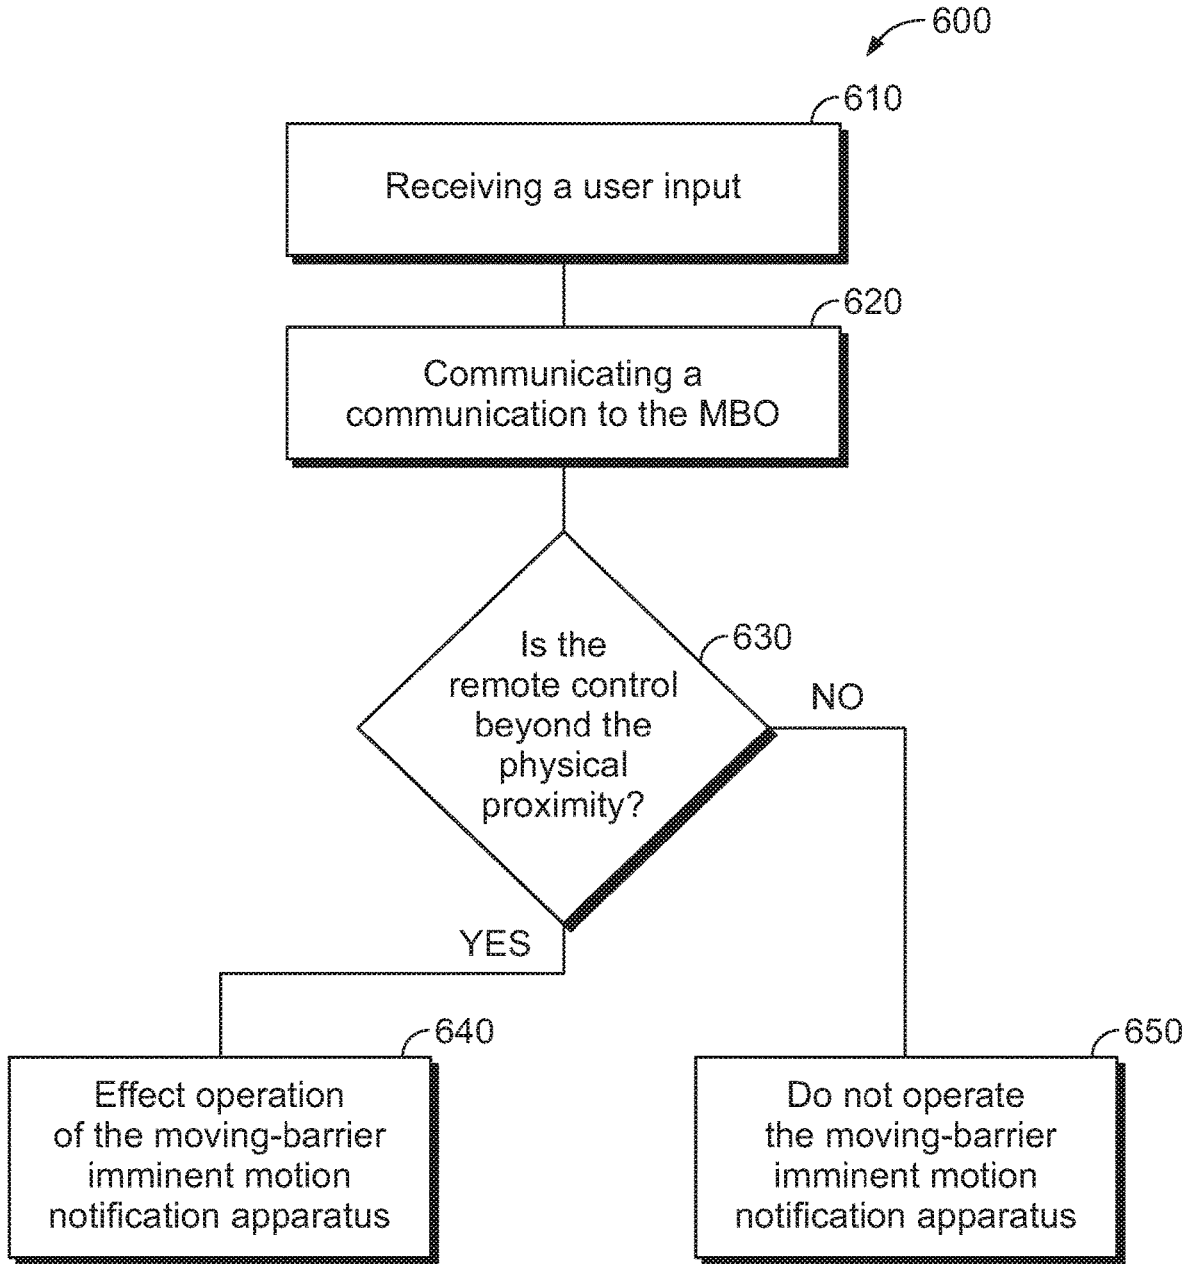 600
610
Receiving a user input
620
Communicating a
communication to the MBO
630
Is the
remote control
beyond the
physical
proximity?
NO
YES
640
Effect operation
of the moving-barrier
imminent motion
notification apparatus
650
Do not operate
the moving-barrier
imminent motion
notification apparatus